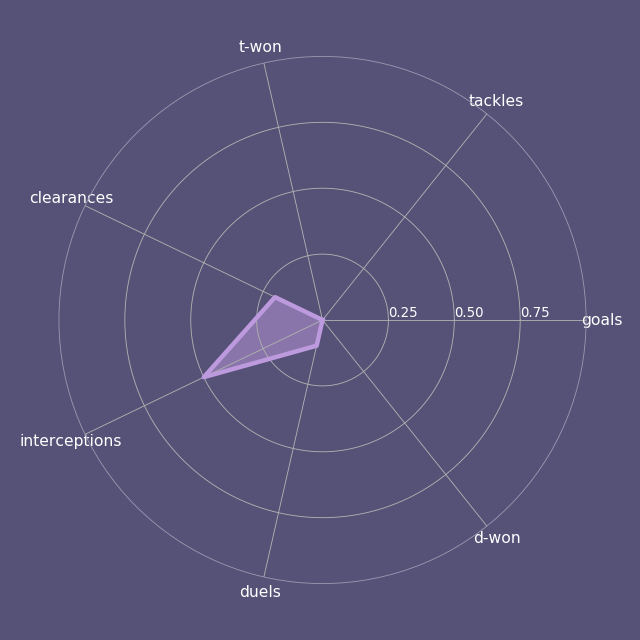 t-won
tackles
clearances
0.25 0.50 0.75 goals
interceptions
d-won
duels